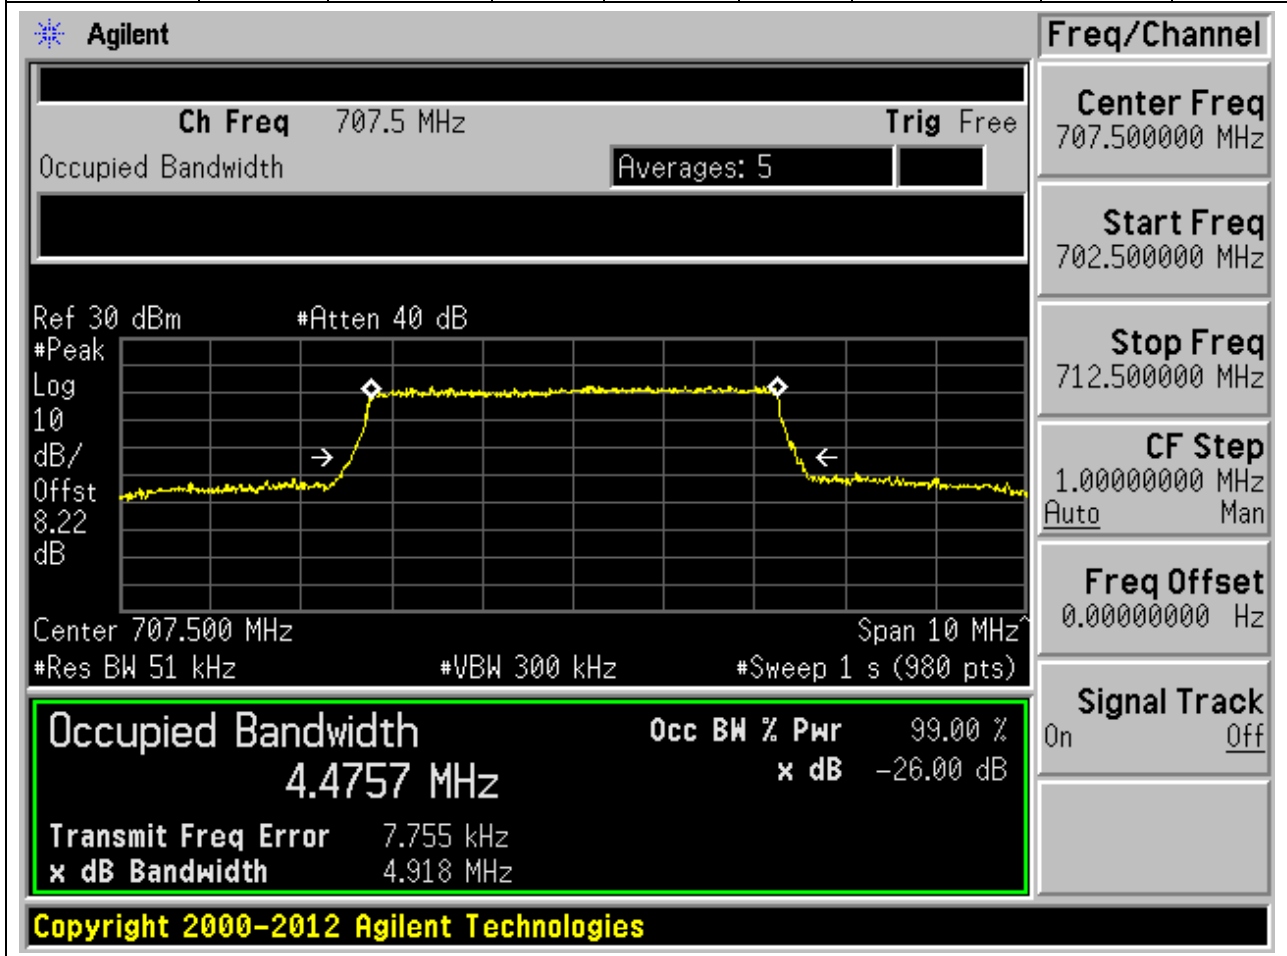 Agilent
Freq/Channel
Ch Freq 707.5 MHz Trig Free
Occupied Bandwidth Averages: 5
Center Freq
707.500000 MHz
Start Freq
702.500000 MHz
Stop Freq
712.500000 MHz
CF Step
1.00000000 MHz
Auto Man
Freq Offset
0.00000000 Hz
Signal Track
On Off
Ref 30 dBm #Atten 40 dB
#Peak
Log
10
dB/
Offst
8.22
dB
Center 707.500 MHz Span 10 MHz^
#Res BW 51 kHz #VBW 300 kHz #Sweep 1 s (980 pts)
Occupied Bandwidth
4.4757 MHz
Occ BW % Pwr 99.00 %
x dB -26.00 dB
Transmit Freq Error 7.755 kHz
x dB Bandwidth 4.918 MHz
Copyright 2000-2012 Agilent Technologies